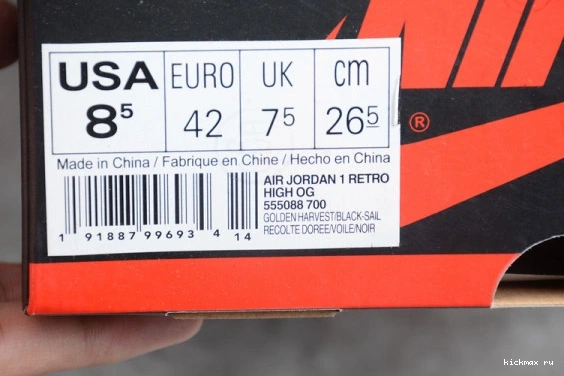 USA EURO UK cm
8⁵ 42 7⁵ 26⁵
®
Made in China / Fabrique en Chine / Hecho en China
AIR JORDAN 1 RETRO
HIGH OG
555088 700
GOLDEN HARVEST/BLACK-SAIL
RECOLTE DOREE/VOILE/NOIR
1 91887 99693 4 14
kickmax ru